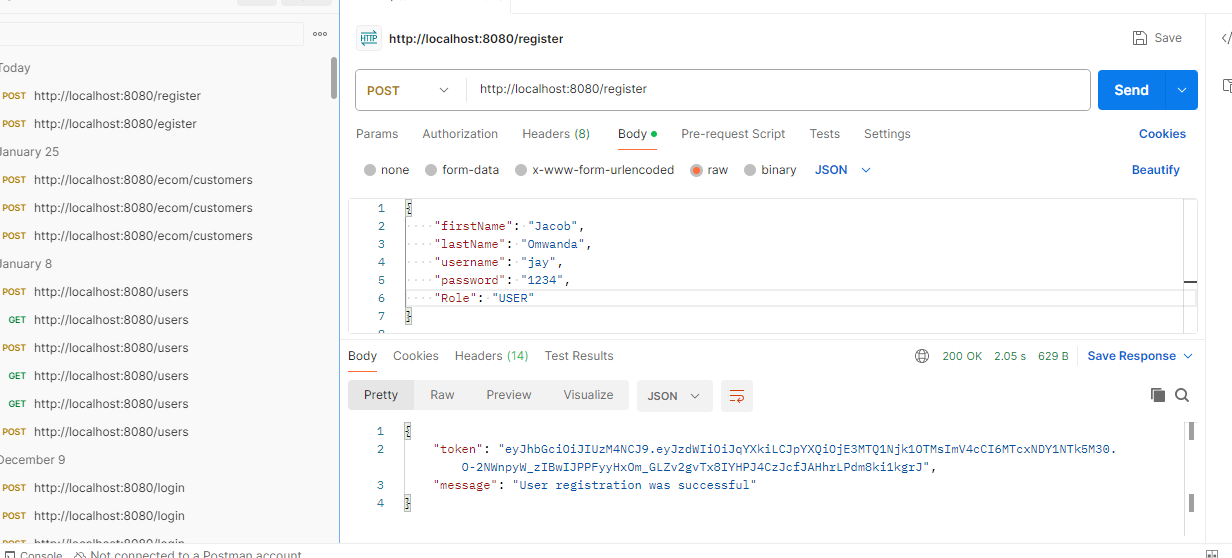 http://localhost:8080/register
Save
POST
http://localhost:8080/register
Send
Params
Authorization
Headers (8)
Body
Pre-request Script
Tests
Settings
Cookies
none
form-data
x-www-form-urlencoded
raw
binary
JSON
Beautify
1 {
2 "firstName": "Jacob",
3 "lastName": "Omwanda",
4 "username": "jay",
5 "password": "1234",
6 "Role": "USER"
7 }
Today
POST http://localhost:8080/register
POST http://localhost:8080/egister
January 25
POST http://localhost:8080/ecom/customers
POST http://localhost:8080/ecom/customers
POST http://localhost:8080/ecom/customers
January 8
POST http://localhost:8080/users
GET http://localhost:8080/users
POST http://localhost:8080/users
GET http://localhost:8080/users
GET http://localhost:8080/users
POST http://localhost:8080/users
December 9
POST http://localhost:8080/login
POST http://localhost:8080/login
Body
Cookies
Headers (14)
Test Results
200 OK 2.05 s 629 B
Save Response
Pretty
Raw
Preview
Visualize
JSON
1 {
2 "token": "eyJhbGciOiJIUzM4NCJ9.eyJzdWIiOiJqYXkiLCJpYXQiOjE3MTQ1Njk1OTMsImV4cCI6MTcxNDY1NTk5M30.
O-2NWnpyW_zIBwIJPPFyyHxOm_GLZv2gvTx8IYHPJ4CzJcfJAHhrLPdm8ki1kgrJ",
3 "message": "User registration was successful"
4 }
Console
Not connected to a Postman account